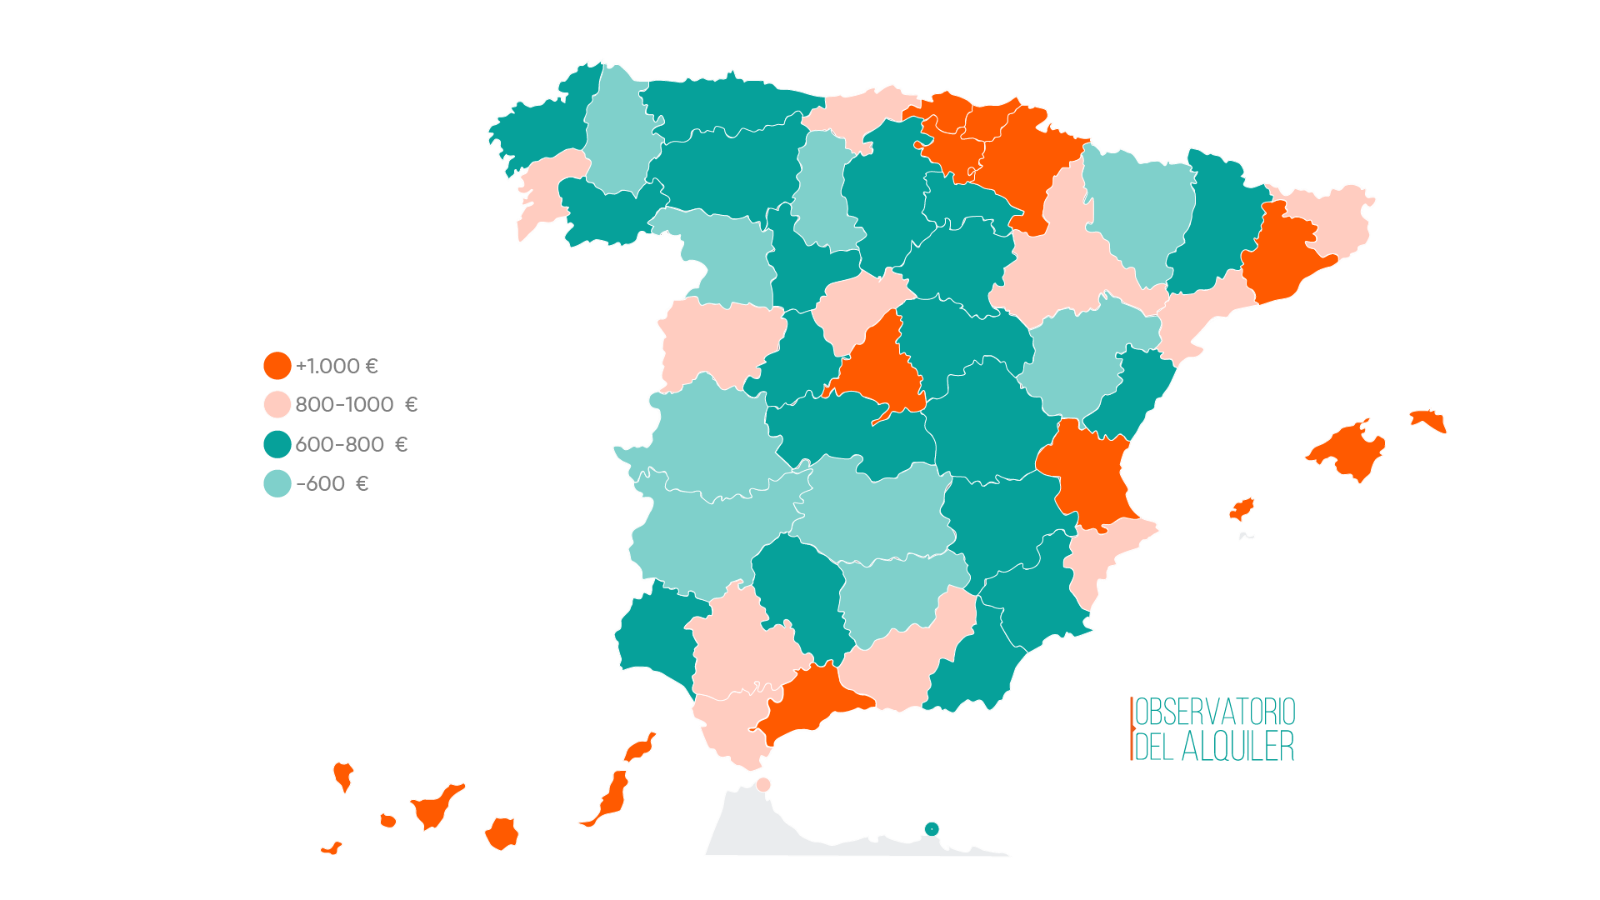 +1.000 €
800-1000 €
600-800 €
-600 €
OBSERVATORIO
DEL ALQUILER